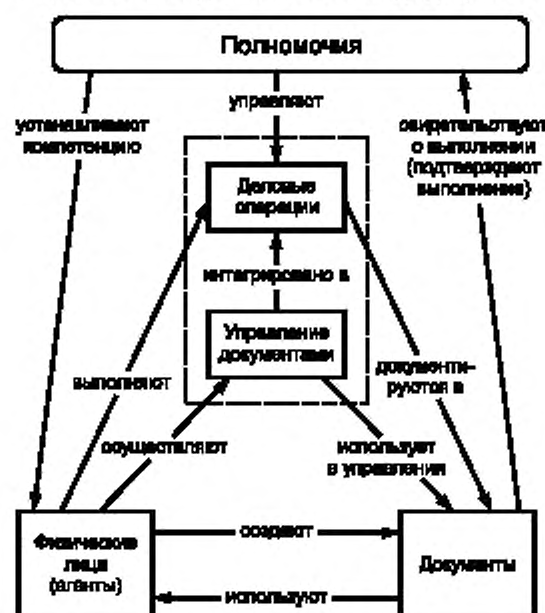 Полномочия
управляют
устанавливают
компетенцию
свидетельствуют
о выполнении
(подтверждают
выполнение)
Деловые
операции
интегрировано в
Управление
документами
выполняют
документи-
руются в
осуществляют
использует
в управлении
Физические
лица
(агенты)
создают
Документы
используют